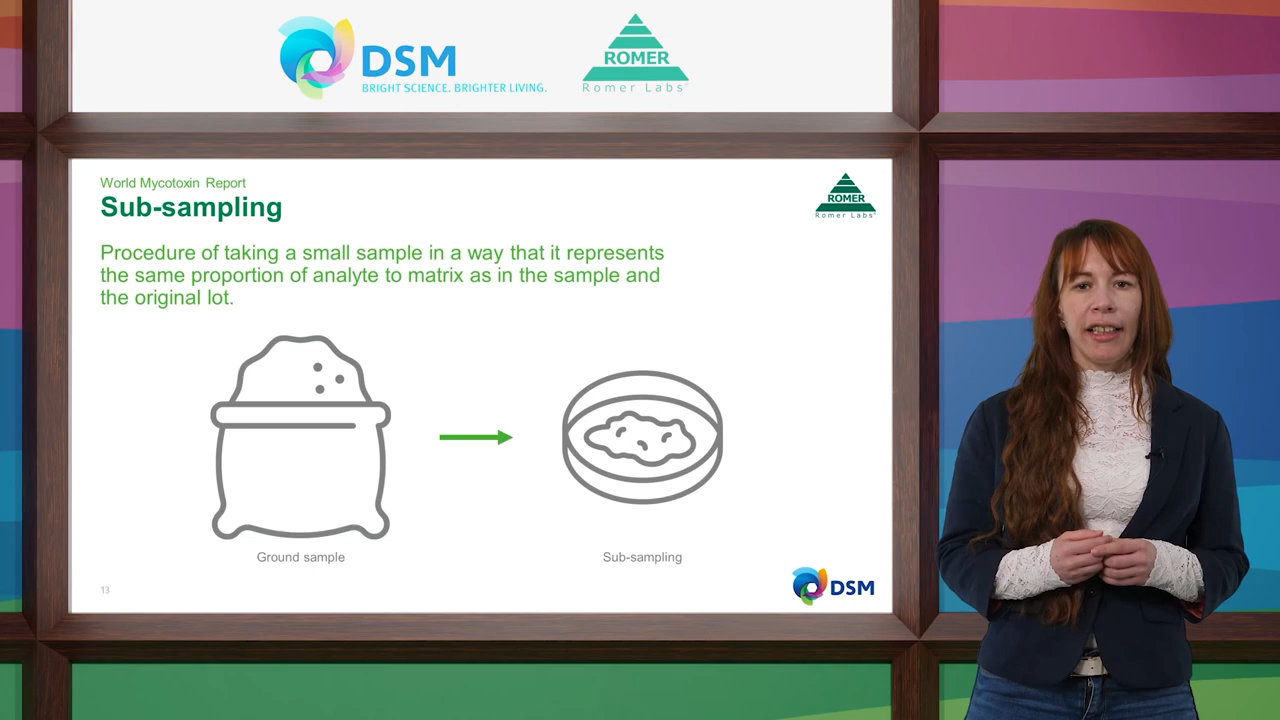 DSM
BRIGHT SCIENCE. BRIGHTER LIVING.
ROMER
Romer Labs®
World Mycotoxin Report
Sub-sampling
ROMER
Romer Labs®
Procedure of taking a small sample in a way that it represents
the same proportion of analyte to matrix as in the sample and
the original lot.
Ground sample
Sub-sampling
13
DSM